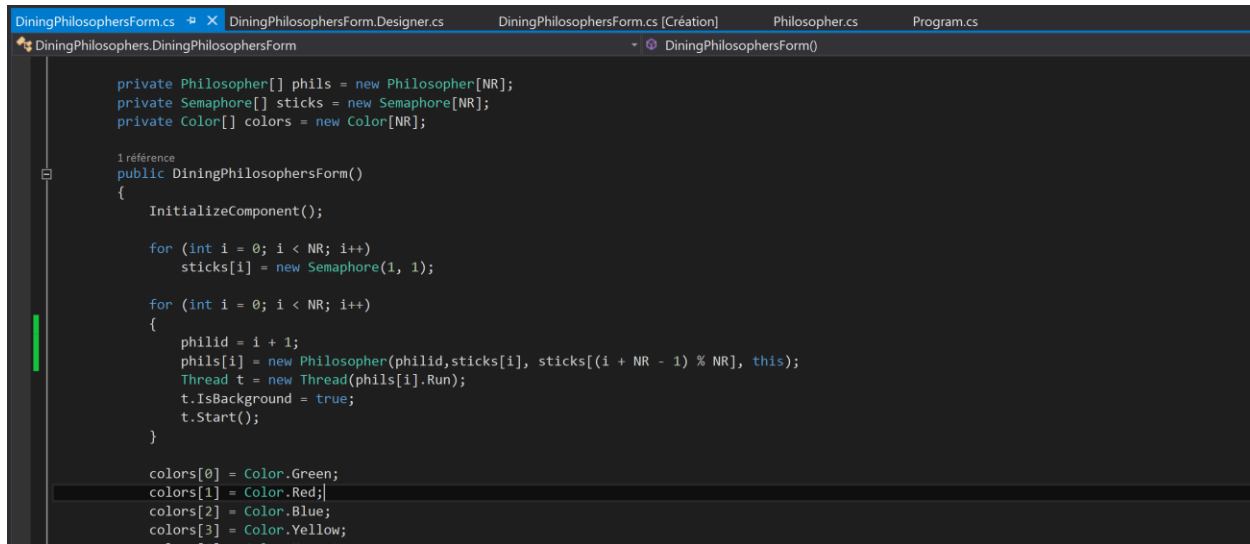 DiningPhilosophersForm.cs DiningPhilosophersForm.Designer.cs DiningPhilosophersForm.cs [Création] Philosopher.cs Program.cs
DiningPhilosophers.DiningPhilosophersForm DiningPhilosophersForm()
private Philosopher[] phils = new Philosopher[NR];
private Semaphore[] sticks = new Semaphore[NR];
private Color[] colors = new Color[NR];
1 référence
public DiningPhilosophersForm()
{
InitializeComponent();
for (int i = 0; i < NR; i++)
sticks[i] = new Semaphore(1, 1);
for (int i = 0; i < NR; i++)
{
philid = i + 1;
phils[i] = new Philosopher(philid,sticks[i], sticks[(i + NR - 1) % NR], this);
Thread t = new Thread(phils[i].Run);
t.IsBackground = true;
t.Start();
}
colors[0] = Color.Green;
colors[1] = Color.Red;
colors[2] = Color.Blue;
colors[3] = Color.Yellow;